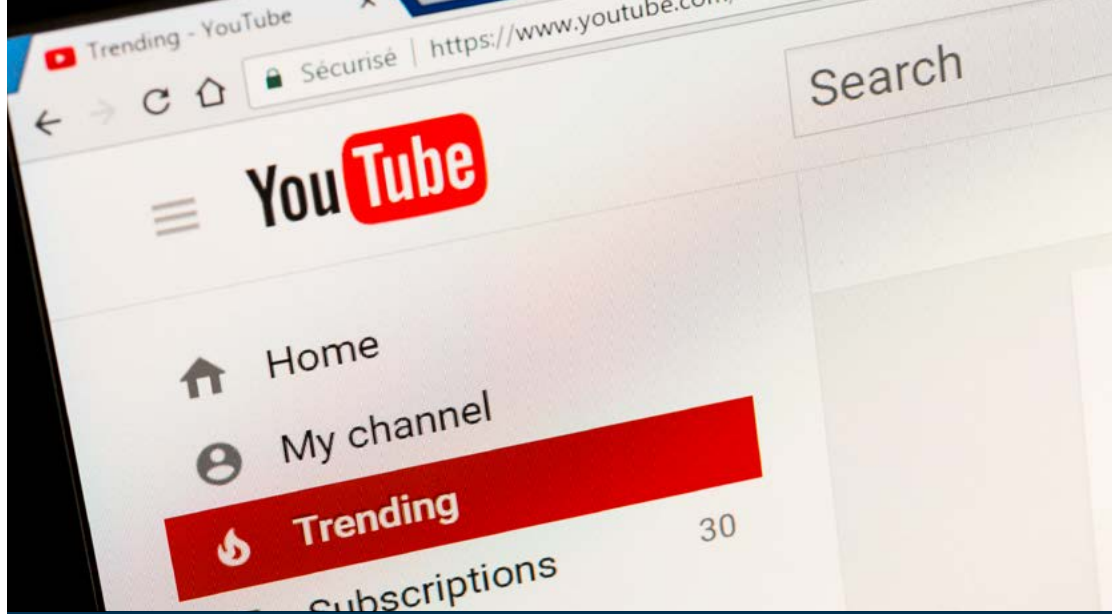 Trending - YouTube
Sécurisé | https://www.youtube.com/
Search
YouTube
Home
My channel
Trending
30
Subscriptions